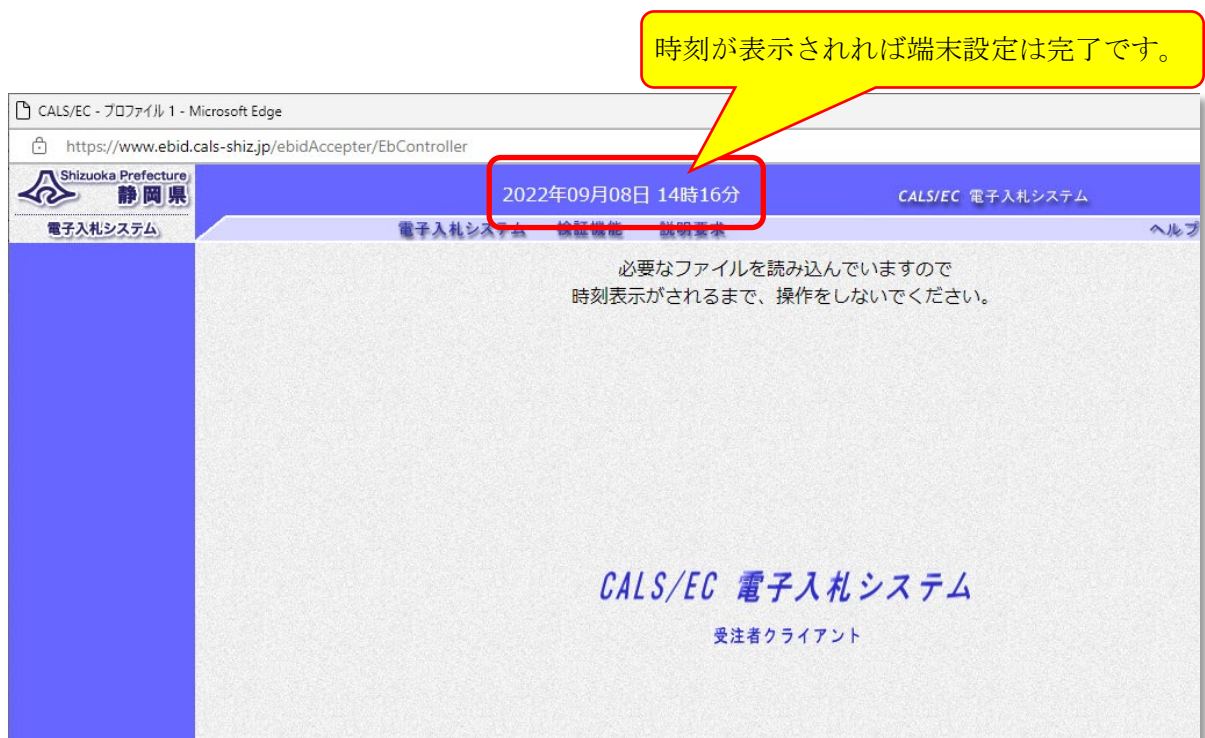 時刻が表示されれば端末設定は完了です。
CALS/EC - プロファイル 1 - Microsoft Edge
https://www.ebid.cals-shiz.jp/ebidAccepter/EbController
Shizuoka Prefecture
静岡県
2022年09月08日 14時16分
CALS/EC 電子入札システム
電子入札システム
電子入札システム 検証機能 説明要求
ヘルプ
必要なファイルを読み込んでいますので
時刻表示がされるまで、操作をしないでください。
CALS/EC 電子入札システム
受注者クライアント